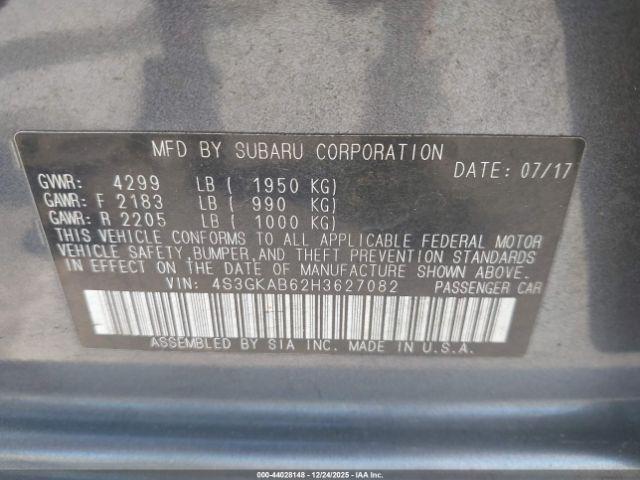 MFD BY SUBARU CORPORATION
DATE: 07/17
GVWR: 4299 LB ( 1950 KG)
GAWR: F 2183 LB ( 990 KG)
GAWR: R 2205 LB ( 1000 KG)
THIS VEHICLE CONFORMS TO ALL APPLICABLE FEDERAL MOTOR
VEHICLE SAFETY, BUMPER, AND THEFT PREVENTION STANDARDS
IN EFFECT ON THE DATE OF MANUFACTURE SHOWN ABOVE.
VIN: 4S3GKAB62H3627082 PASSENGER CAR
ASSEMBLED BY SIA INC. MADE IN U.S.A.
000-44028148 - 12/24/2025 - IAAI Inc.